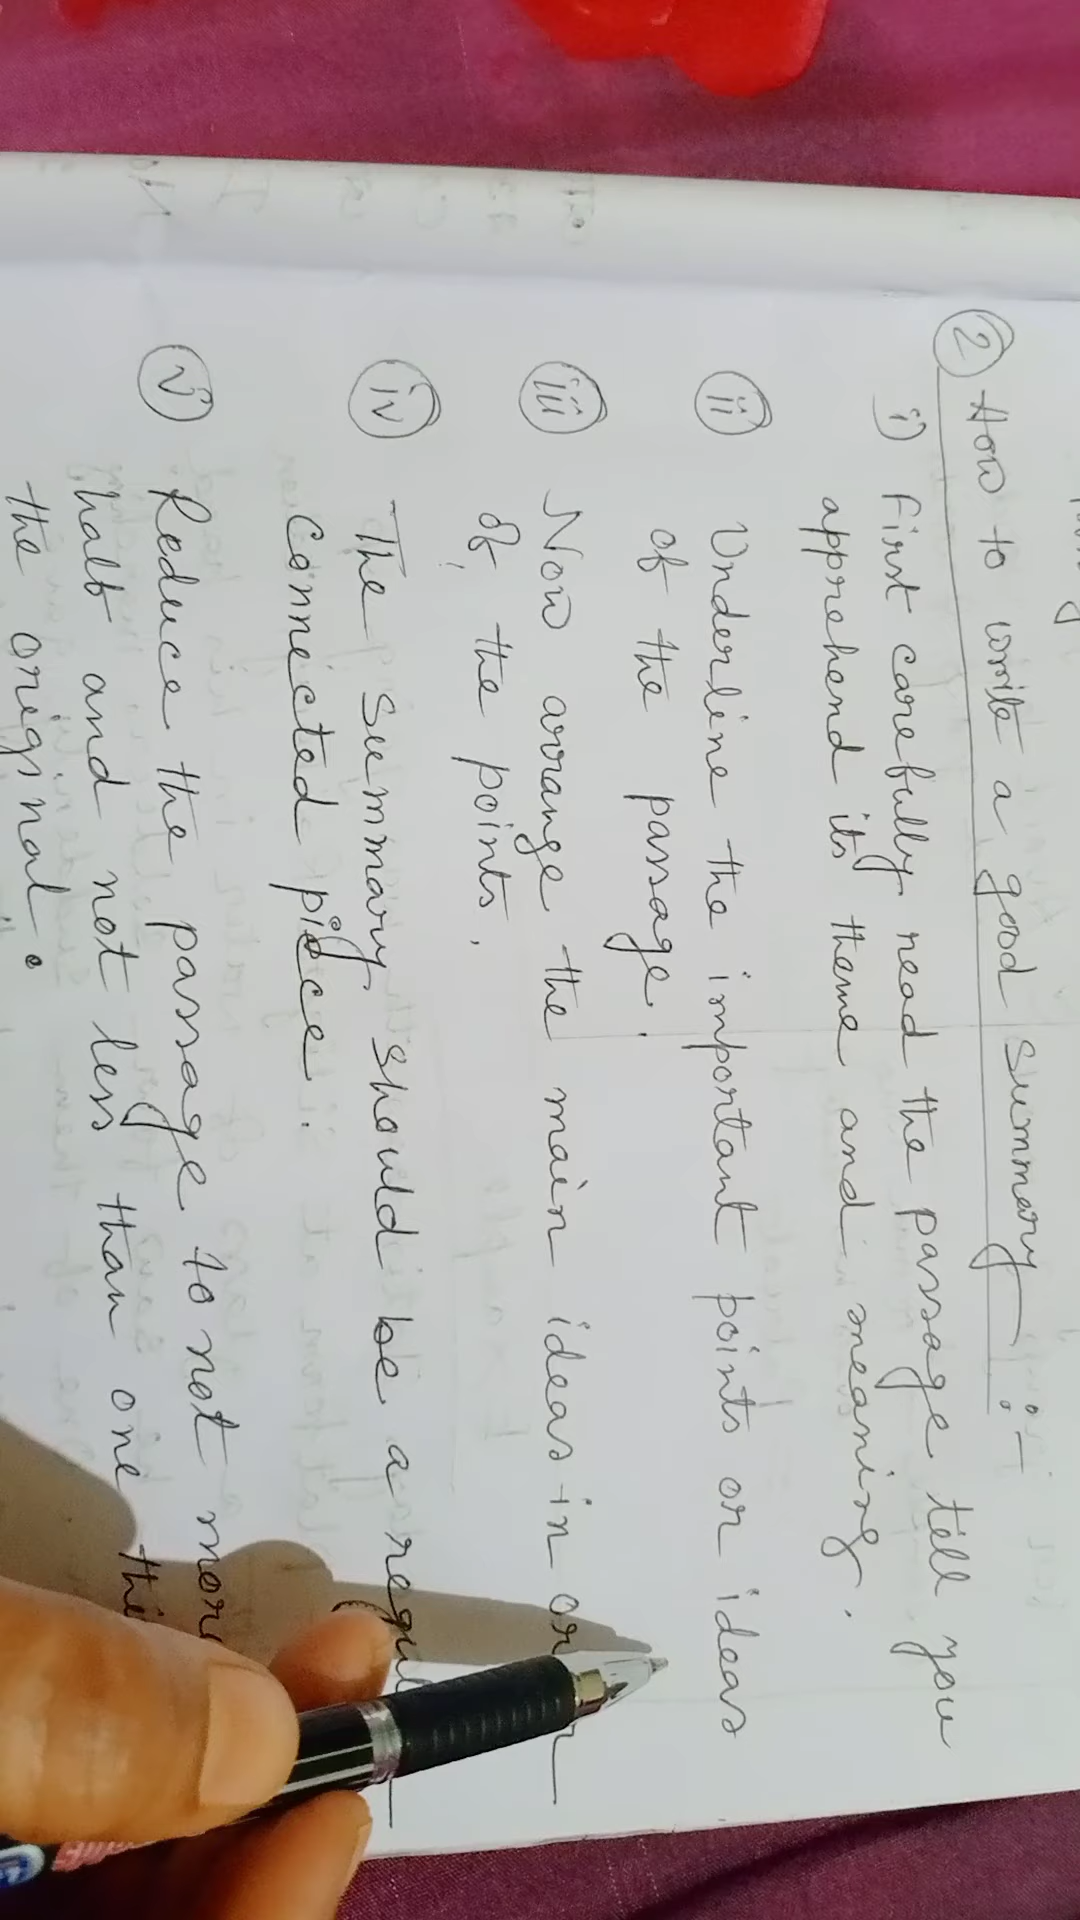 ② How to write a good summary :-
i) First carefully read the passage till you
apprehend its theme and meaning.
ii Underline the important points or ideas
of the passage.
iii Now arrange the main ideas in
of the points.
iv The summary should be a
connected piece.
v Reduce the passage to not
half and not less than one
the original.